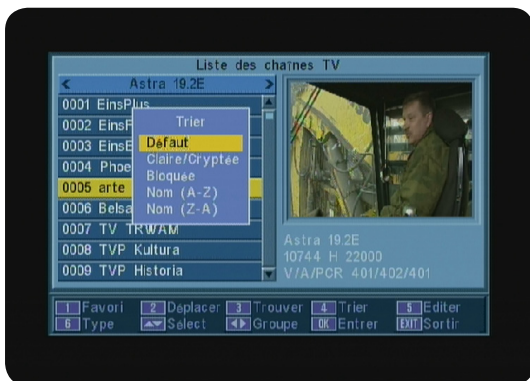 Liste des chaînes TV
Astra 19.2E
0001 EinsPlus
0002 EinsF
0003 EinsE
0004 Phoe
0005 arte
0006 Belsa
0007 TV TRWAM
0008 TVP Kultura
0009 TVP Historia
Trier
Défaut
Claire/Cryptée
Bloquée
Nom (A-Z)
Nom (Z-A)
Astra 19.2E
10744 H 22000
V/A/PCR 401/402/401
1 Favori 2 Déplacer 3 Trouver 4 Trier 5 Editer
6 Type Sélect Groupe OK Entrer EXIT Sortir